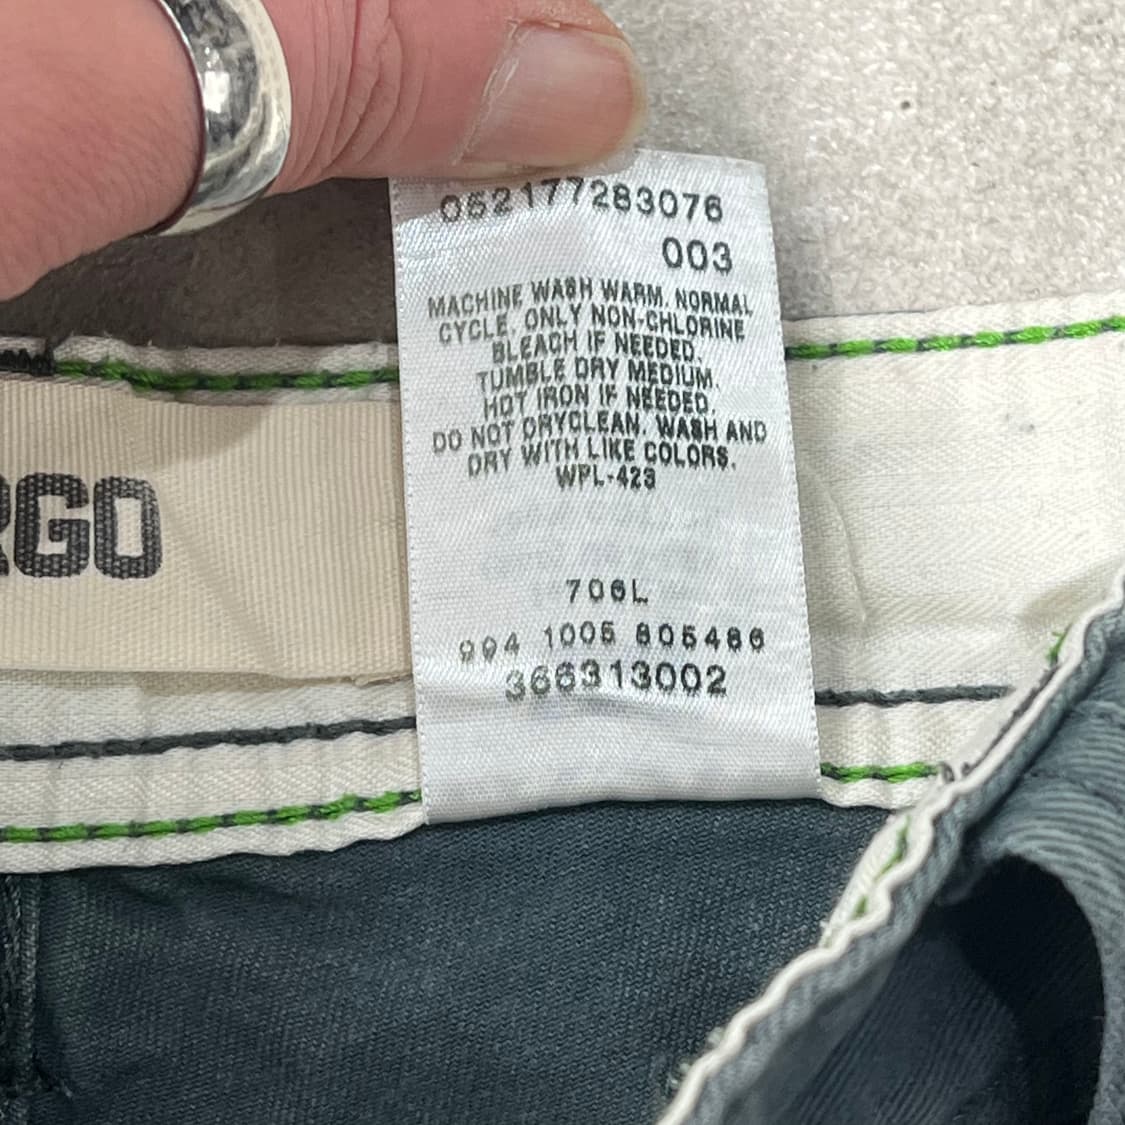 052177283076
003
MACHINE WASH WARM. NORMAL
CYCLE. ONLY NON-CHLORINE
BLEACH IF NEEDED.
TUMBLE DRY MEDIUM.
HOT IRON IF NEEDED.
DO NOT DRYCLEAN. WASH AND
DRY WITH LIKE COLORS.
WPL-423
RGO
706L
994 1005 805486
366313002